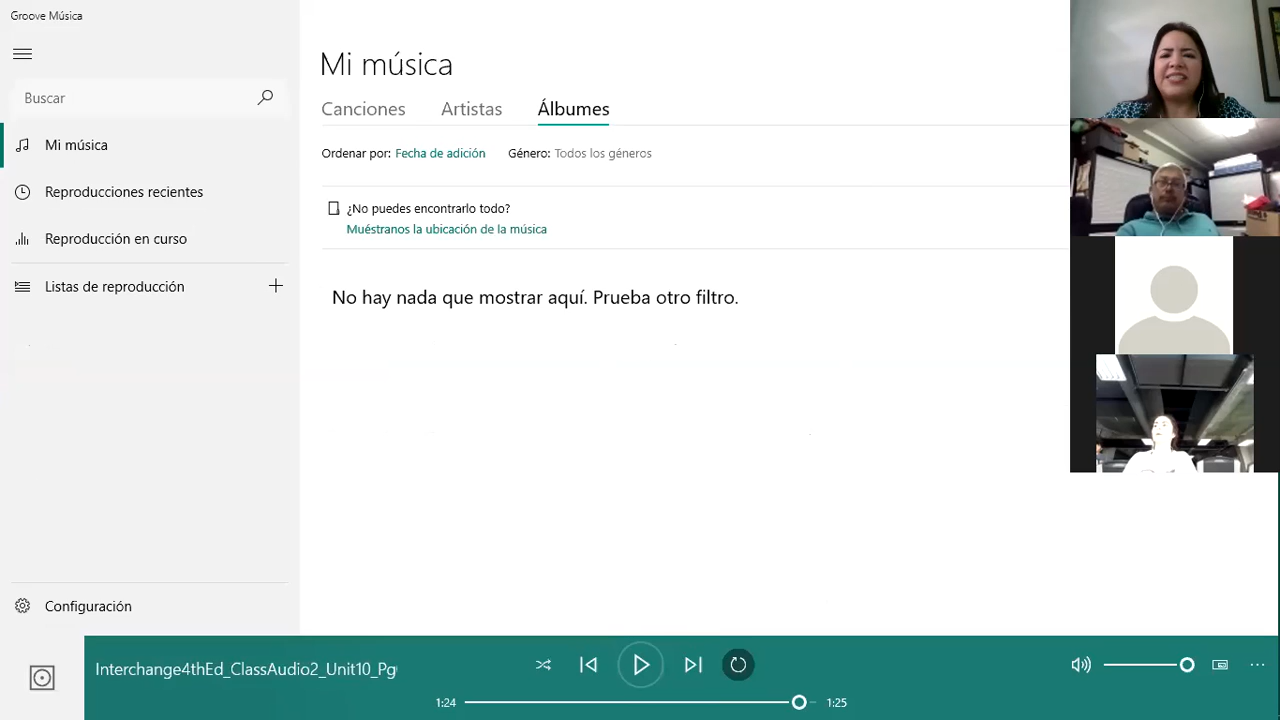 Groove Música
Buscar
Mi música
Reproducciones recientes
Reproducción en curso
Listas de reproducción
Configuración
Mi música
Canciones Artistas Álbumes
Ordenar por: Fecha de adición Género: Todos los géneros
¿No puedes encontrarlo todo?
Muéstranos la ubicación de la música
No hay nada que mostrar aquí. Prueba otro filtro.
Interchange4thEd_ClassAudio2_Unit10_Pg
1:24 1:25